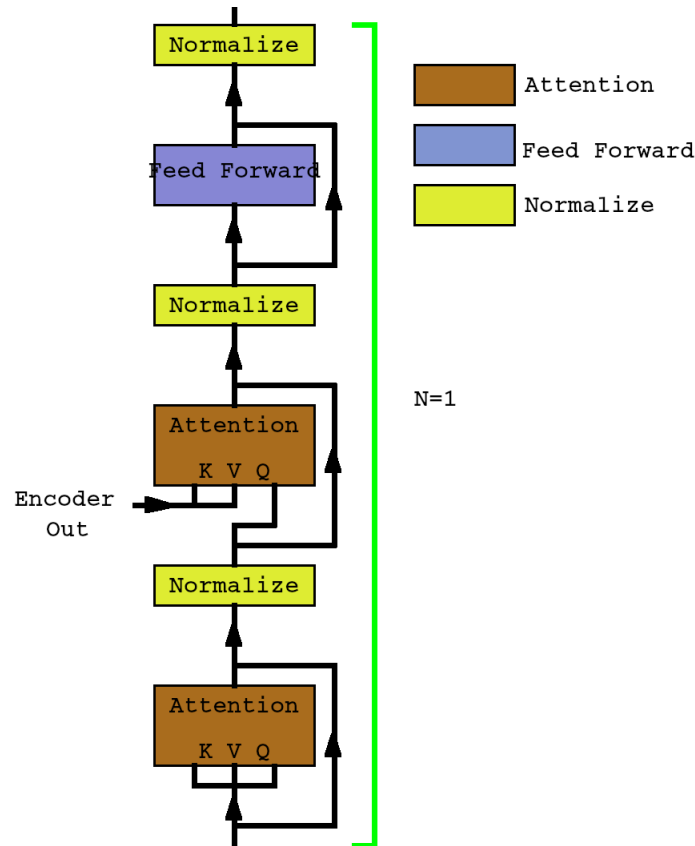 Normalize
Attention
Feed Forward
Feed Forward
Normalize
Normalize
N=1
Attention
K V Q
Encoder
Out
Normalize
Attention
K V Q